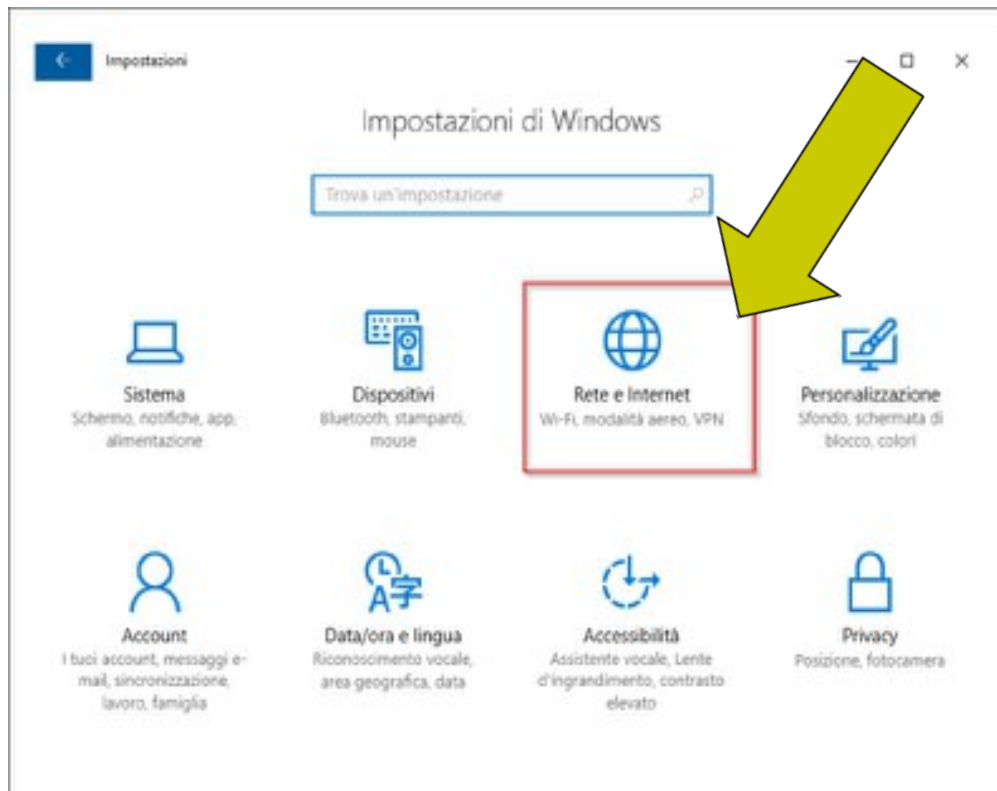 Impostazioni
Impostazioni di Windows
Trova un'impostazione
Sistema
Schermo, notifiche, app,
alimentazione
Dispositivi
Bluetooth, stampanti,
mouse
Rete e Internet
Wi-Fi, modalità aereo, VPN
Personalizzazione
Sfondo, schermata di
blocco, colori
Account
I tuoi account, messaggi e-
mail, sincronizzazione,
lavoro, famiglia
Data/ora e lingua
Riconoscimento vocale,
area geografica, data
Accessibilità
Assistente vocale, Lente
d'ingrandimento, contrasto
elevato
Privacy
Posizione, fotocamera